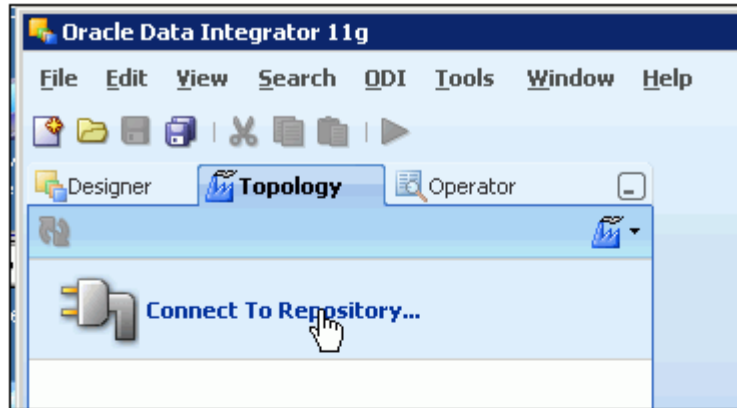 Oracle Data Integrator 11g
File Edit View Search ODI Tools Window Help
Designer Topology Operator
Connect To Repository...